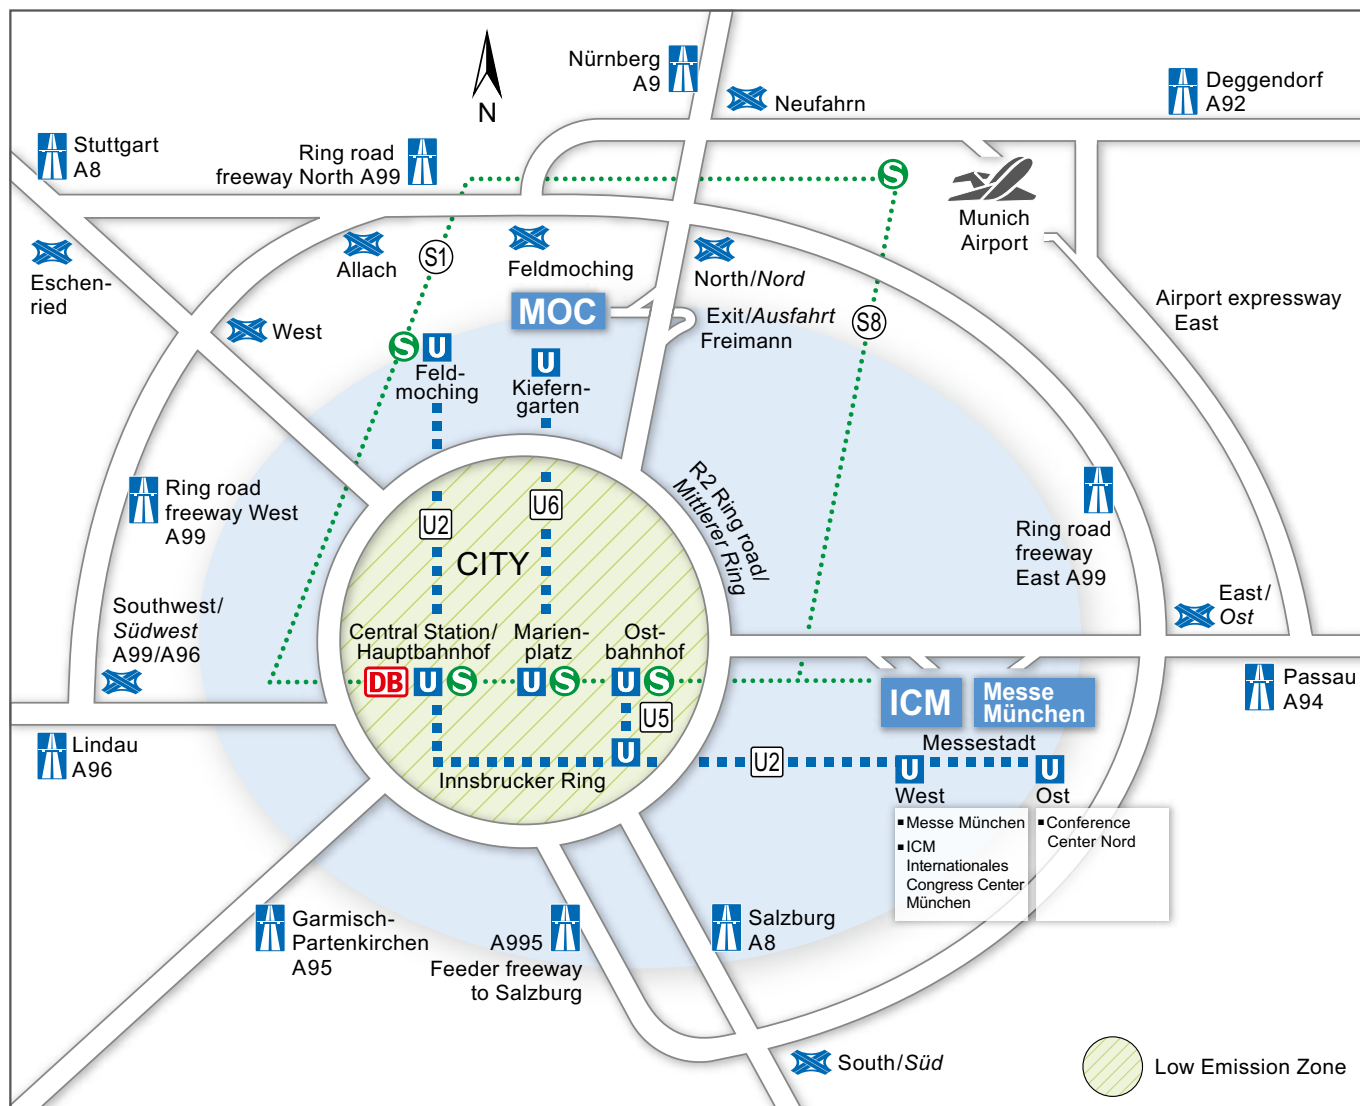 Nürnberg
A9
Deggendorf
A92
Neufahrn
N
Stuttgart
A8
Ring road
freeway North A99
S
Munich
Airport
S1
Allach
Feldmoching
North/Nord
Eschen-
ried
MOC
Exit/Ausfahrt
Freimann
S8
Airport expressway
East
West
S
U
Feld-
moching
U
Kiefern-
garten
Ring road
freeway West
A99
U2
U6
R2 Ring road/
Mittlerer Ring
Ring road
freeway
East A99
CITY
Southwest/
Südwest
A99/A96
East/
Ost
Central Station/
Hauptbahnhof
DB
U
S
Marien-
platz
U
S
Ost-
bahnhof
U
S
ICM
Messe
München
Passau
A94
U5
Lindau
A96
U
Innsbrucker Ring
U2
Messestadt
U
West
U
Ost
▪ Messe München
▪ ICM
Internationales
Congress Center
München
▪ Conference
Center Nord
Garmisch-
Partenkirchen
A95
A995
Feeder freeway
to Salzburg
Salzburg
A8
South/Süd
Low Emission Zone